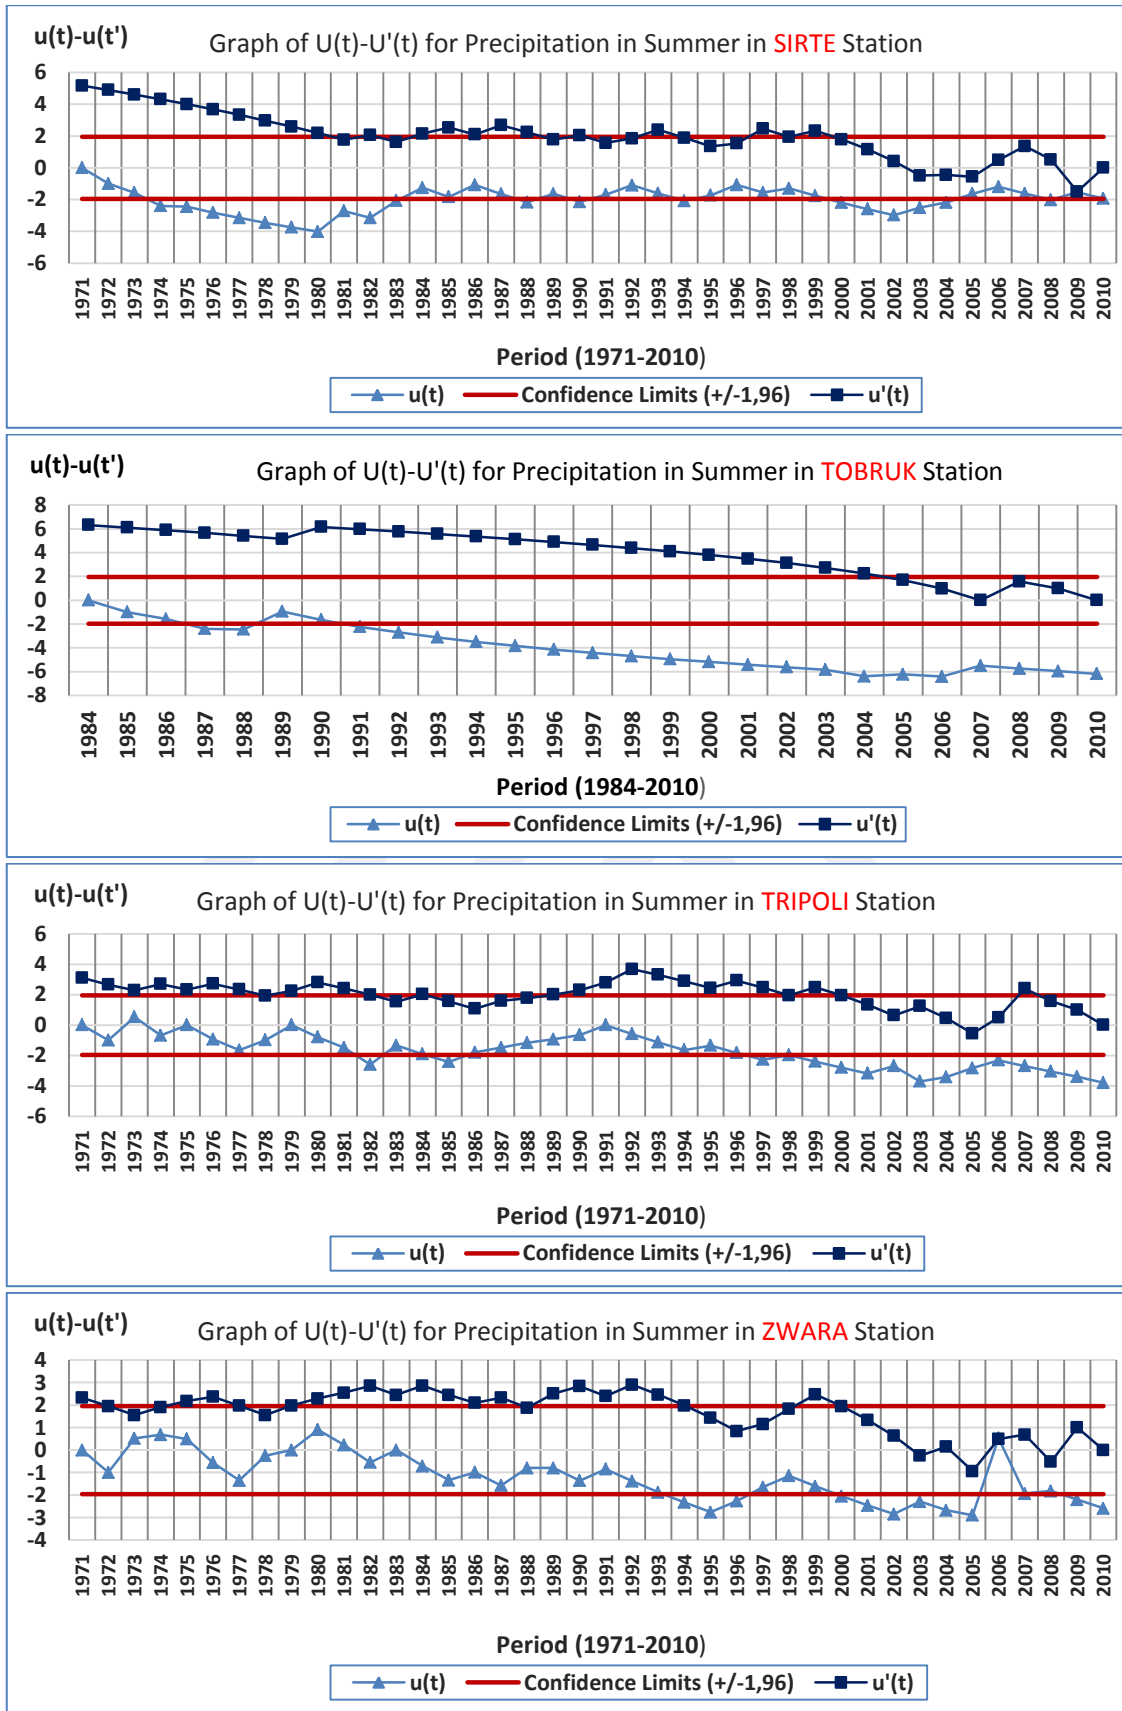 u(t)-u(t')
Graph of U(t)-U'(t) for Precipitation in Summer in SIRTE Station
6
4
2
0
-2
-4
-6
1971 1972 1973 1974 1975 1976 1977 1978 1979 1980 1981 1982 1983 1984 1985 1986 1987 1988 1989 1990 1991 1992 1993 1994 1995 1996 1997 1998 1999 2000 2001 2002 2003 2004 2005 2006 2007 2008 2009 2010
Period (1971-2010)
u(t) Confidence Limits (+/-1,96) u'(t)
u(t)-u(t')
Graph of U(t)-U'(t) for Precipitation in Summer in TOBRUK Station
8
6
4
2
0
-2
-4
-6
-8
1984 1985 1986 1987 1988 1989 1990 1991 1992 1993 1994 1995 1996 1997 1998 1999 2000 2001 2002 2003 2004 2005 2006 2007 2008 2009 2010
Period (1984-2010)
u(t) Confidence Limits (+/-1,96) u'(t)
u(t)-u(t')
Graph of U(t)-U'(t) for Precipitation in Summer in TRIPOLI Station
6
4
2
0
-2
-4
-6
1971 1972 1973 1974 1975 1976 1977 1978 1979 1980 1981 1982 1983 1984 1985 1986 1987 1988 1989 1990 1991 1992 1993 1994 1995 1996 1997 1998 1999 2000 2001 2002 2003 2004 2005 2006 2007 2008 2009 2010
Period (1971-2010)
u(t) Confidence Limits (+/-1,96) u'(t)
u(t)-u(t')
Graph of U(t)-U'(t) for Precipitation in Summer in ZWARA Station
4
3
2
1
0
-1
-2
-3
-4
1971 1972 1973 1974 1975 1976 1977 1978 1979 1980 1981 1982 1983 1984 1985 1986 1987 1988 1989 1990 1991 1992 1993 1994 1995 1996 1997 1998 1999 2000 2001 2002 2003 2004 2005 2006 2007 2008 2009 2010
Period (1971-2010)
u(t) Confidence Limits (+/-1,96) u'(t)